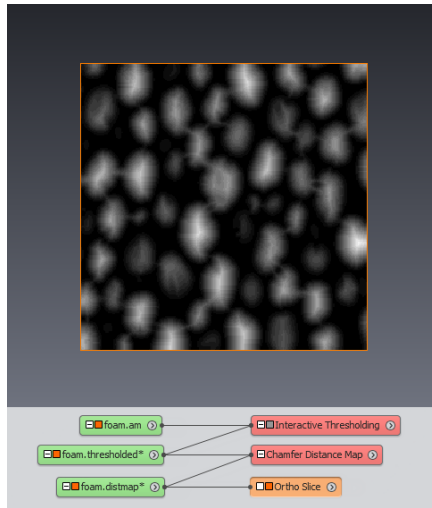 foam.am Interactive Thresholding
foam.thresholded* Chamfer Distance Map
foam.distmap* Ortho Slice